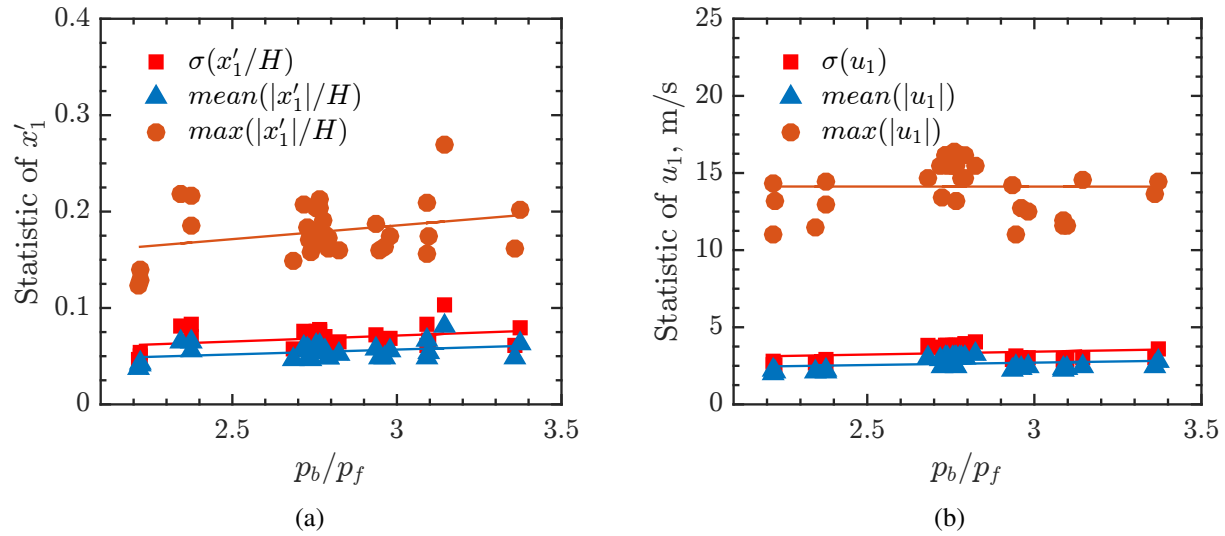 0.4
0.3
0.2
0.1
0
Statistic of x′₁
σ(x′₁/H)
mean(|x′₁|/H)
max(|x′₁|/H)
2.5
3
3.5
p_b/p_f
(a)
25
20
15
10
5
0
Statistic of u₁, m/s
σ(u₁)
mean(|u₁|)
max(|u₁|)
2.5
3
3.5
p_b/p_f
(b)